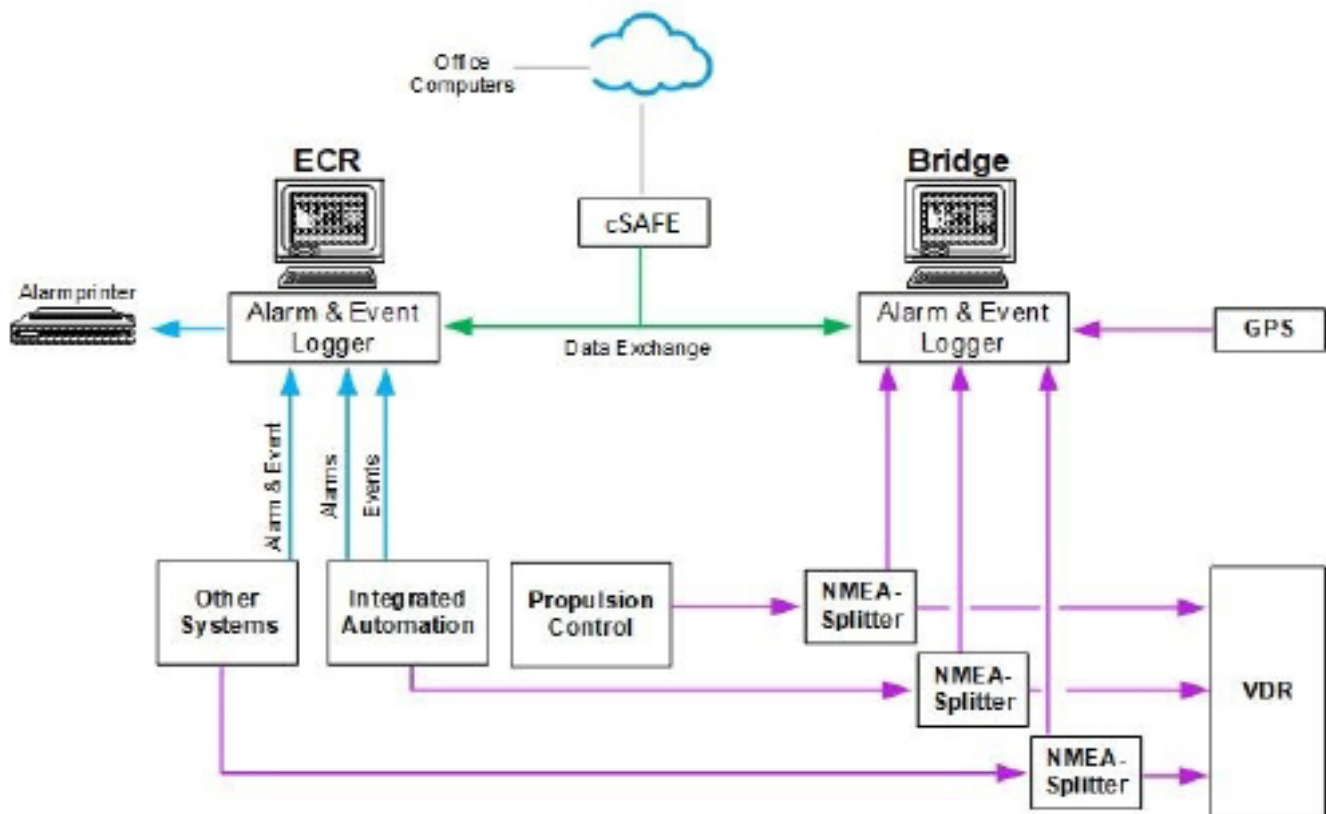 Office
Computers
ECR
Bridge
cSAFE
Alarmprinter
Alarm & Event
Logger
Data Exchange
Alarm & Event
Logger
GPS
Alarm & Event
Alarms
Events
Other
Systems
Integrated
Automation
Propulsion
Control
NMEA-
Splitter
NMEA-
Splitter
NMEA-
Splitter
VDR